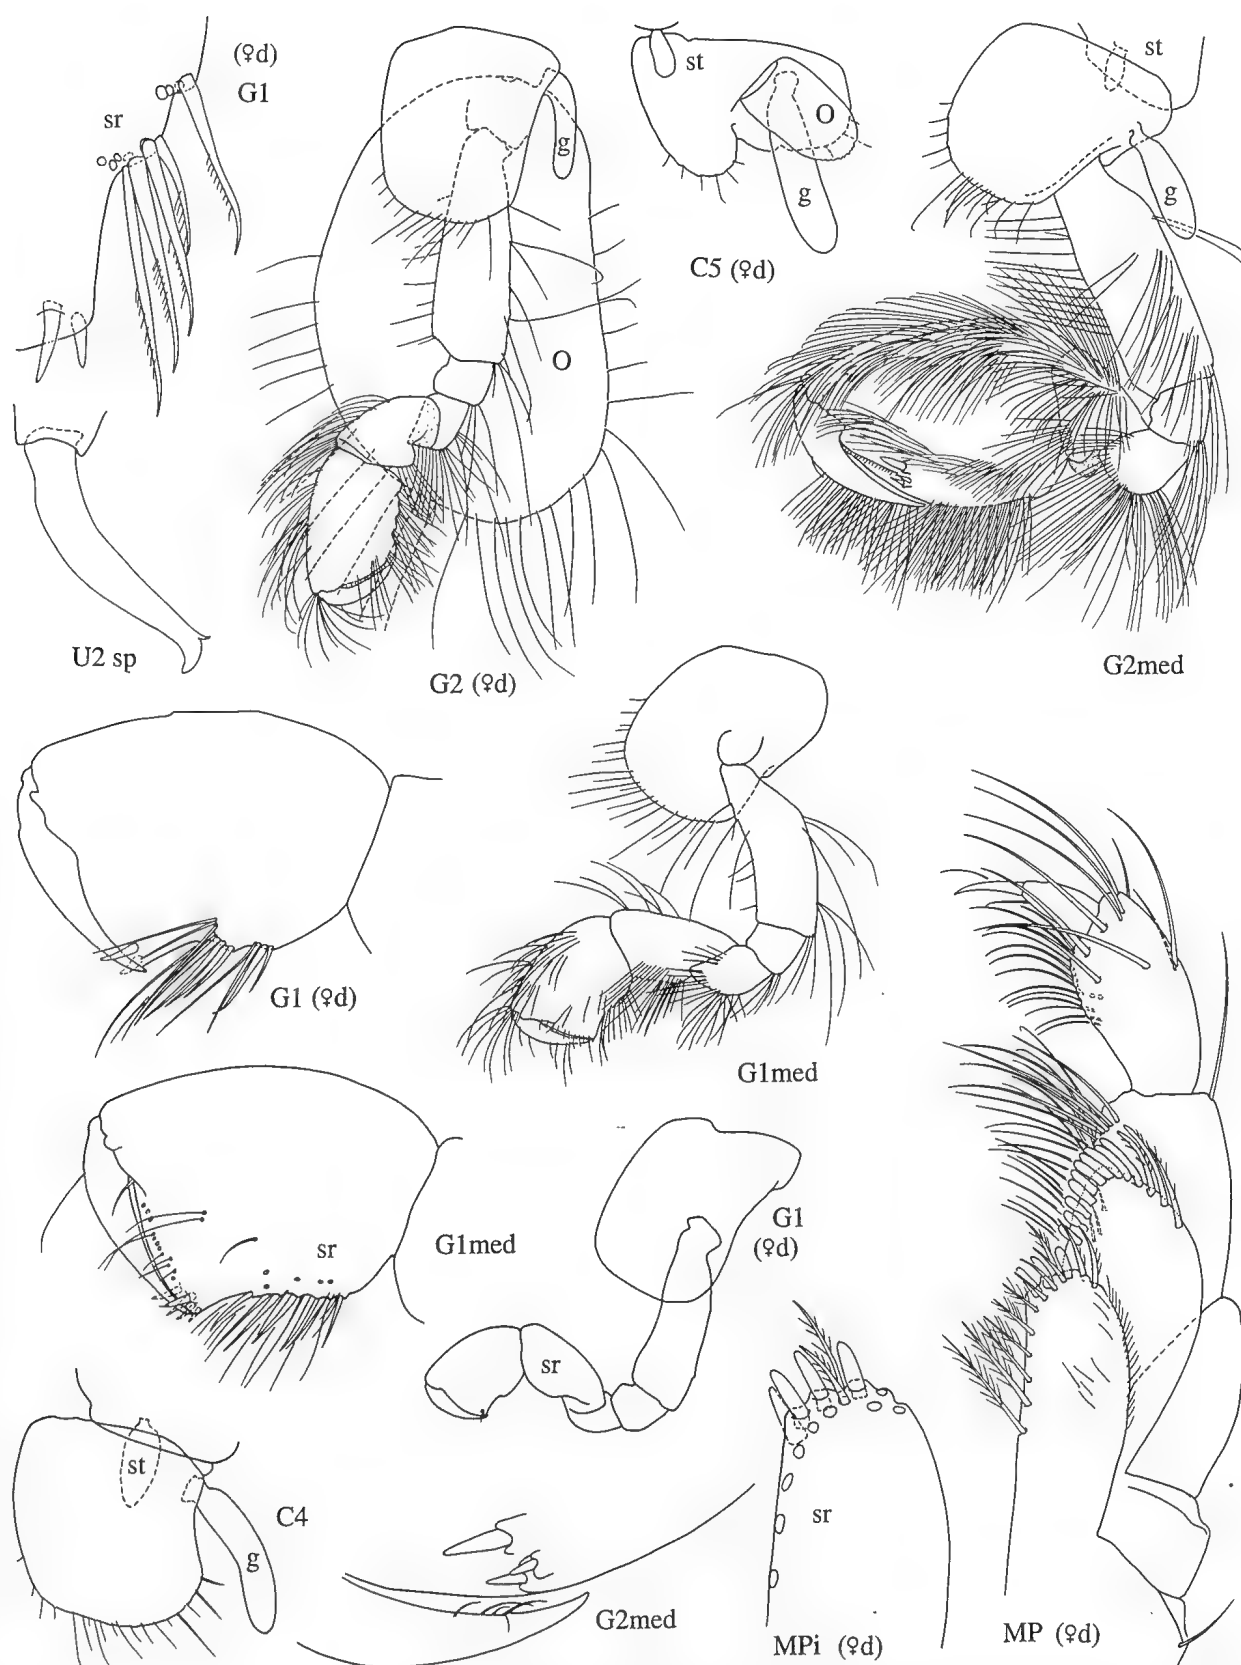 (♀d)
G1
sr
g
O
G2 (♀d)
st
O
g
C5 (♀d)
st
g
G2med
U2 sp
G1 (♀d)
G1med
sr
G1med
G1
(♀d)
sr
st
C4
g
G2med
sr
MPi (♀d)
MP (♀d)